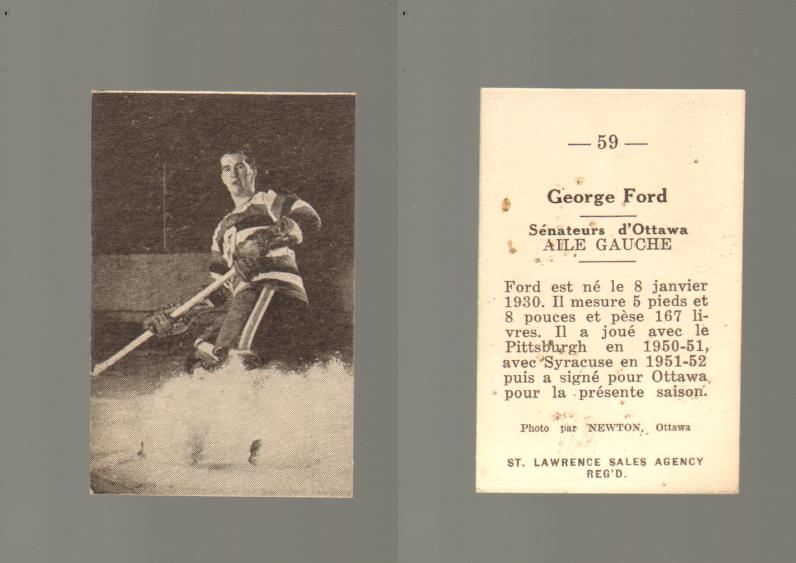 — 59 —
George Ford
Sénateurs d'Ottawa
AILE GAUCHE
Ford est né le 8 janvier
1930. Il mesure 5 pieds et
8 pouces et pèse 167 li-
vres. Il a joué avec le
Pittsburgh en 1950-51,
avec Syracuse en 1951-52
puis a signé pour Ottawa
pour la présente saison.
Photo par NEWTON, Ottawa
ST. LAWRENCE SALES AGENCY
REG'D.